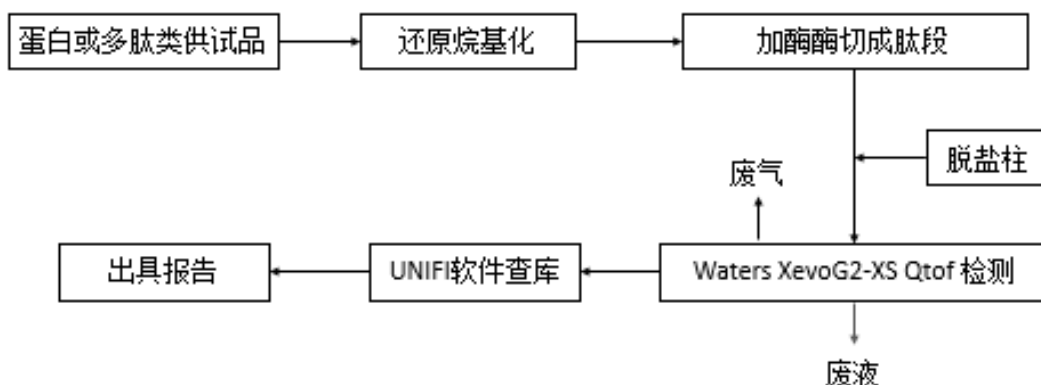 蛋白或多肽类供试品
还原烷基化
加酶酶切成肽段
脱盐柱
废气
出具报告
UNIFI软件查库
Waters XevoG2-XS Qtof 检测
废液